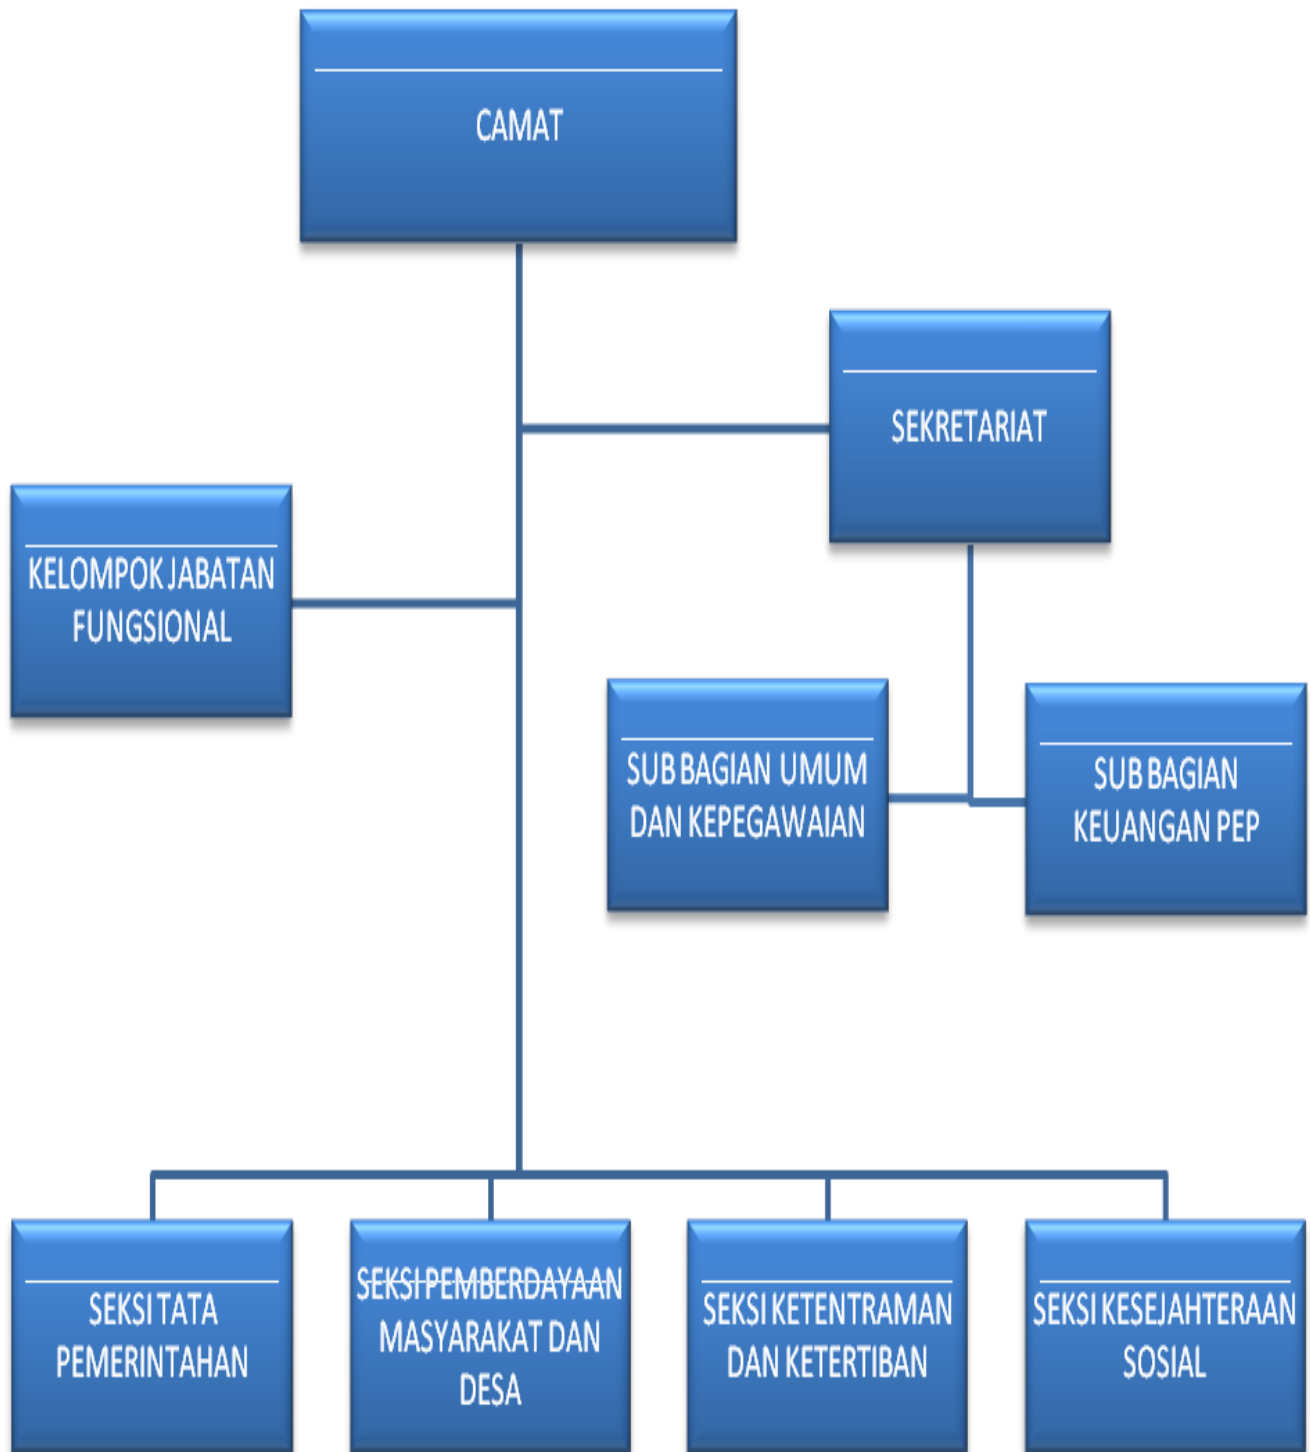 CAMAT
SEKRETARIAT
KELOMPOK JABATAN
FUNGSIONAL
SUB BAGIAN UMUM
DAN KEPEGAWAIAN
SUB BAGIAN
KEUANGAN PEP
SEKSI TATA
PEMERINTAHAN
SEKSI PEMBERDAYAAN
MASYARAKAT DAN
DESA
SEKSI KETENTRAMAN
DAN KETERTIBAN
SEKSI KESEJAHTERAAN
SOSIAL